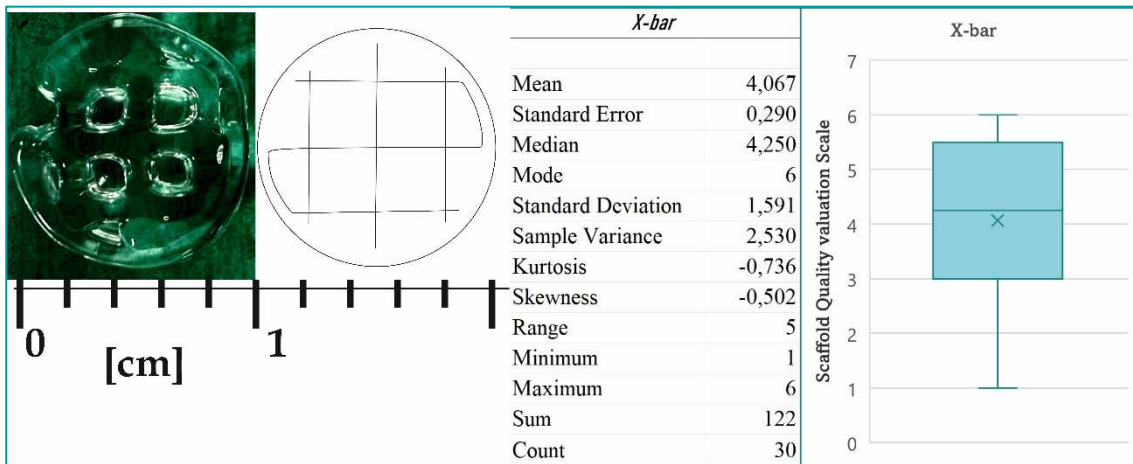 0
1
[cm]
X-bar
Mean 4,067
Standard Error 0,290
Median 4,250
Mode 6
Standard Deviation 1,591
Sample Variance 2,530
Kurtosis -0,736
Skewness -0,502
Range 5
Minimum 1
Maximum 6
Sum 122
Count 30
X-bar
Scaffold Quality valuation Scale
7
6
5
4
3
2
1
0